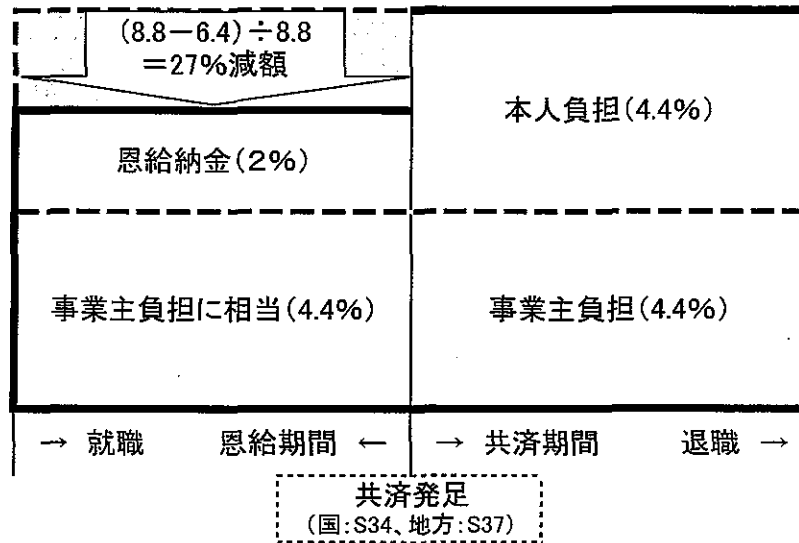 (8.8－6.4)÷8.8
＝27%減額
本人負担(4.4%)
恩給納金(2%)
事業主負担に相当(4.4%)
事業主負担(4.4%)
→ 就職 恩給期間 ← → 共済期間 退職 →
共済発足
(国:S34、地方:S37)